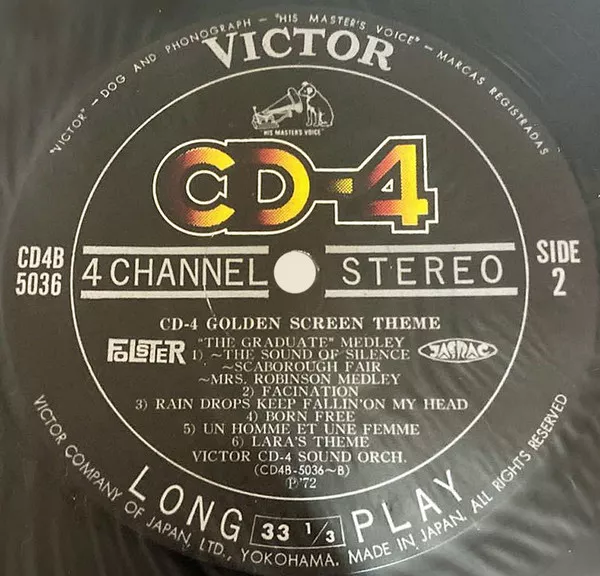 "VICTOR" — DOG AND PHONOGRAPH — "HIS MASTER'S VOICE" — MARCAS REGISTRADAS
VICTOR
HIS MASTER'S VOICE
CD-4
CD4B
5036
4 CHANNEL STEREO
SIDE
2
CD-4 GOLDEN SCREEN THEME
FOLSTER
JASRAC
"THE GRADUATE" MEDLEY
1) ~THE SOUND OF SILENCE
~SCABOROUGH FAIR
~MRS. ROBINSON MEDLEY
2) FACINATION
3) RAIN DROPS KEEP FALLIN'ON MY HEAD
4) BORN FREE
5) UN HOMME ET UNE FEMME
6) LARA'S THEME
VICTOR CD-4 SOUND ORCH.
(CD4B-5036~B)
Ⓟ'72
LONG 33 1/3 PLAY
VICTOR COMPANY OF JAPAN, LTD., YOKOHAMA. MADE IN JAPAN. ALL RIGHTS RESERVED